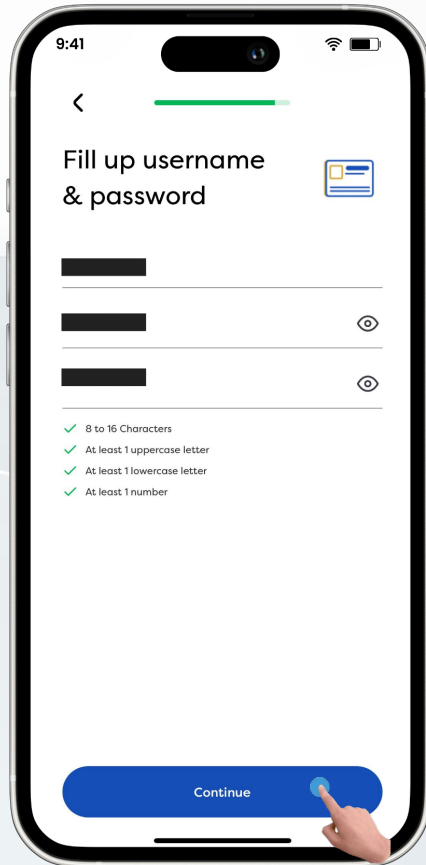 9:41
Fill up username
& password
8 to 16 Characters
At least 1 uppercase letter
At least 1 lowercase letter
At least 1 number
Continue